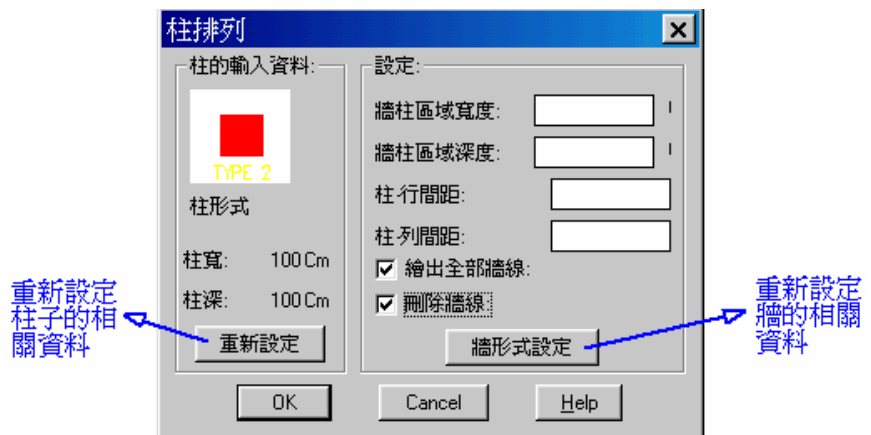 柱排列
柱的輸入資料:
TYPE 2
柱形式
柱寬: 100 Cm
柱深: 100 Cm
重新設定
設定:
牆柱區域寬度:
牆柱區域深度:
柱-行間距:
柱-列間距:
繪出全部牆線:
刪除牆線:
牆形式設定
OK Cancel Help
重新設定
柱子的相
關資料
重新設定
牆的相關
資料